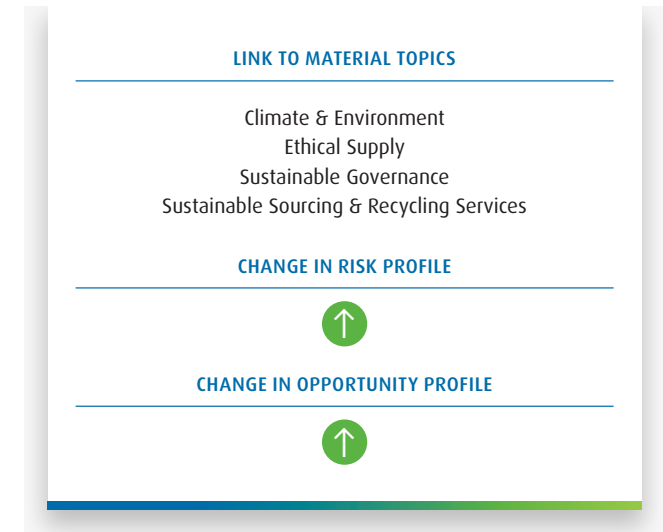 LINK TO MATERIAL TOPICS
Climate & Environment
Ethical Supply
Sustainable Governance
Sustainable Sourcing & Recycling Services
CHANGE IN RISK PROFILE
CHANGE IN OPPORTUNITY PROFILE